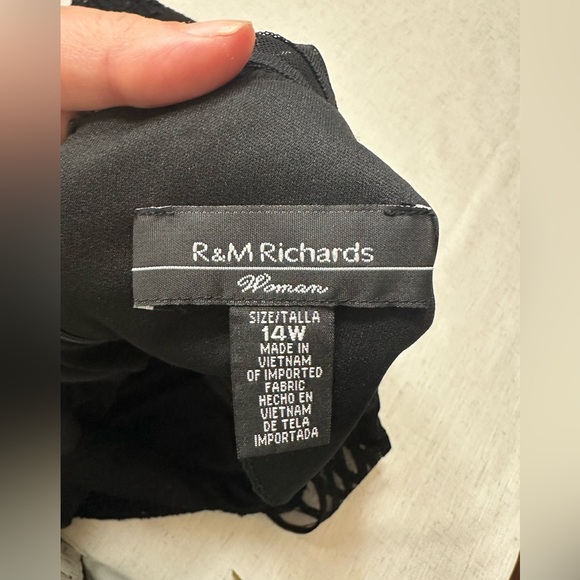 R&M Richards
Woman
SIZE/TALLA
14W
MADE IN
VIETNAM
OF IMPORTED
FABRIC
HECHO EN
VIETNAM
DE TELA
IMPORTADA